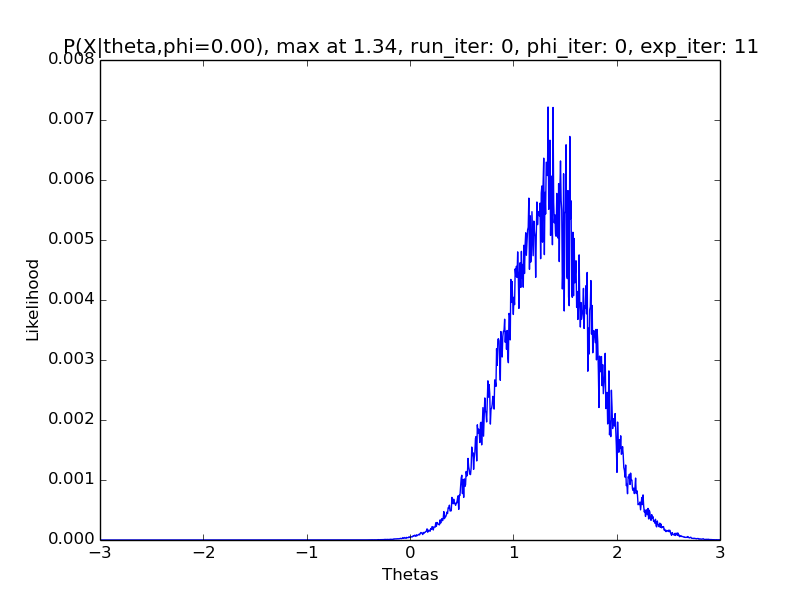 P(X|theta,phi=0.00), max at 1.34, run_iter: 0, phi_iter: 0, exp_iter: 11
0.008
0.007
0.006
0.005
0.004
0.003
0.002
0.001
0.000
Likelihood
−3 −2 −1 0 1 2 3
Thetas